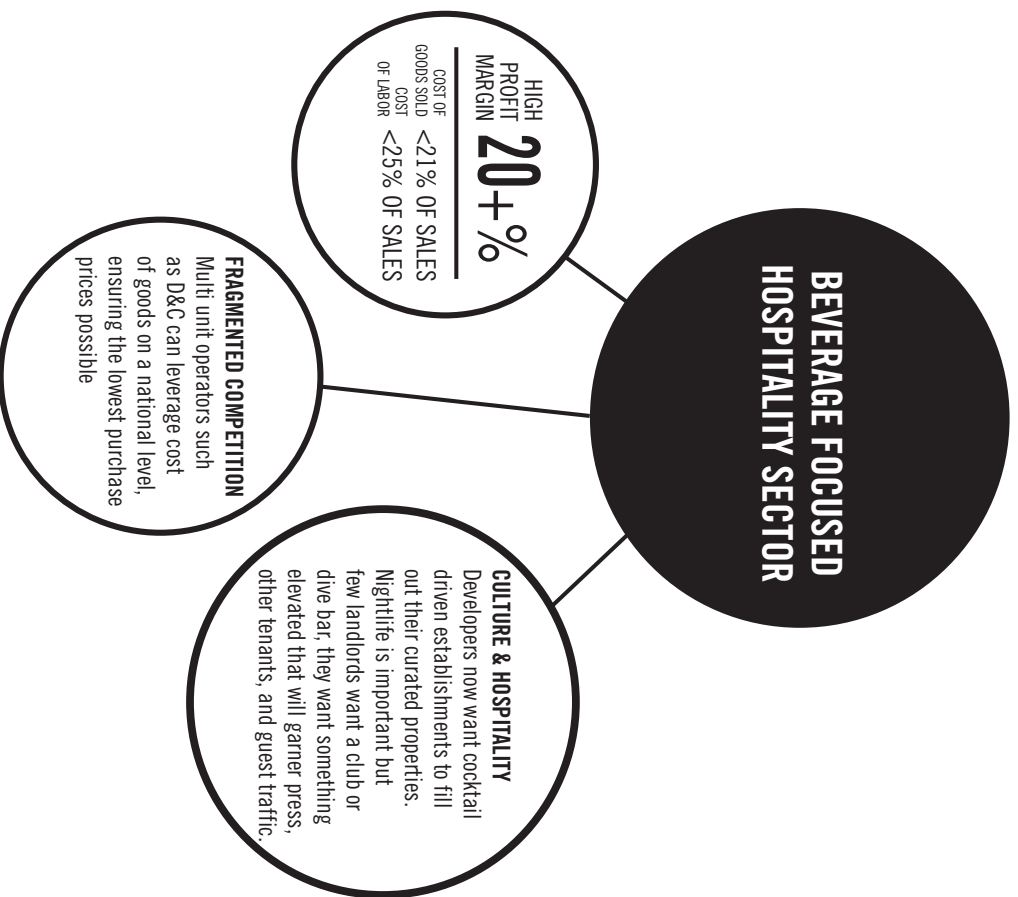 BEVERAGE FOCUSED
HOSPITALITY SECTOR
HIGH
PROFIT
MARGIN
20+%
COST OF
GOODS SOLD
<21% OF SALES
COST
OF LABOR
<25% OF SALES
FRAGMENTED COMPETITION
Multi unit operators such
as D&C can leverage cost
of goods on a national level,
ensuring the lowest purchase
prices possible
CULTURE & HOSPITALITY
Developers now want cocktail
driven establishments to fill
out their curated properties.
Nightlife is important but
few landlords want a club or
dive bar, they want something
elevated that will garner press,
other tenants, and guest traffic.